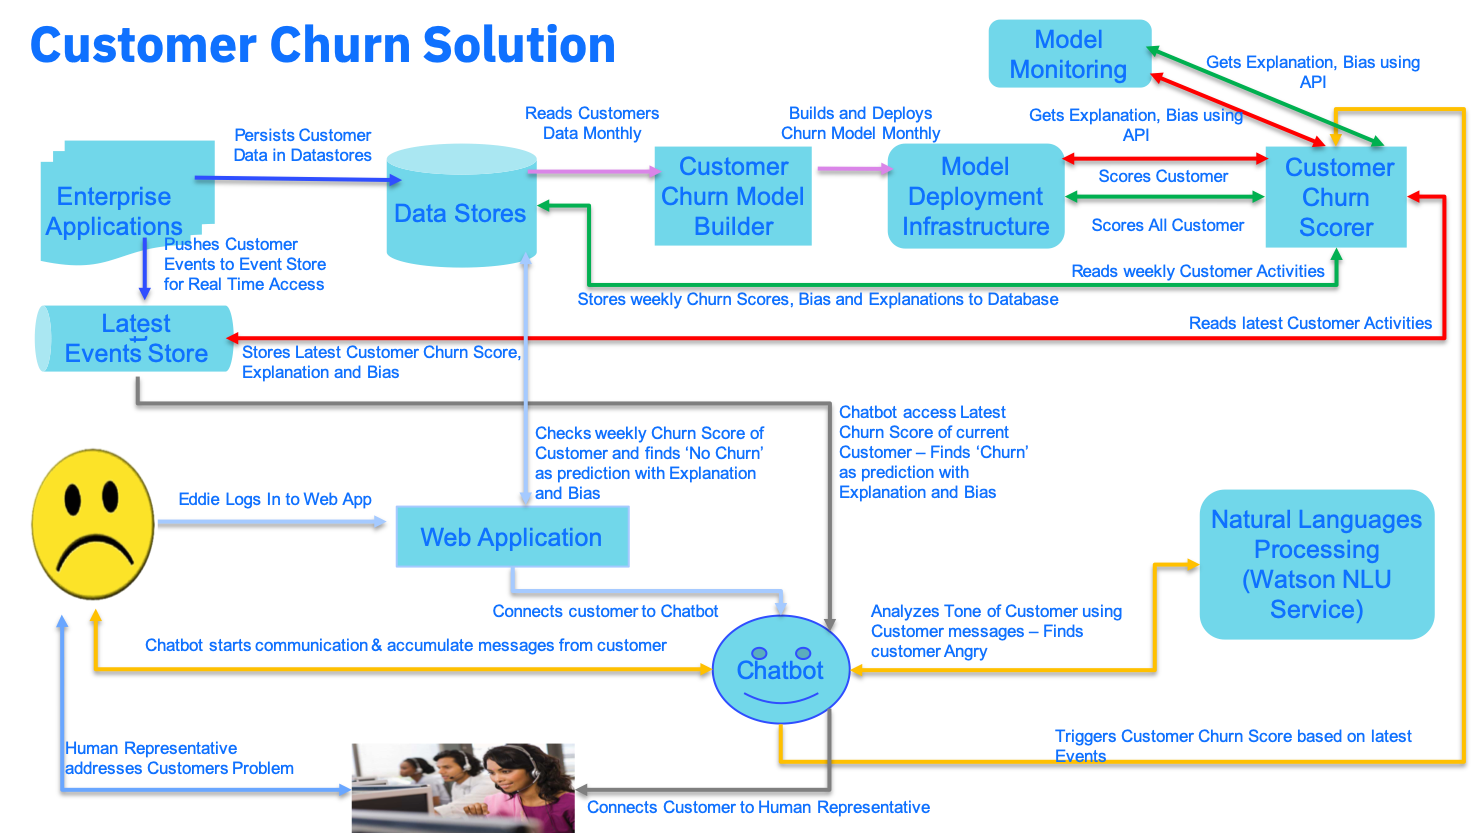 Customer Churn Solution
Model
Monitoring
Gets Explanation, Bias using
API
Gets Explanation, Bias using
API
Reads Customers
Data Monthly
Builds and Deploys
Churn Model Monthly
Persists Customer
Data in Datastores
Enterprise
Applications
Data Stores
Customer
Churn Model
Builder
Model
Deployment
Infrastructure
Scores Customer
Scores All Customer
Customer
Churn
Scorer
Pushes Customer
Events to Event Store
for Real Time Access
Reads weekly Customer Activities
Stores weekly Churn Scores, Bias and Explanations to Database
Latest
Events Store
Reads latest Customer Activities
Stores Latest Customer Churn Score,
Explanation and Bias
Checks weekly Churn Score of
Customer and finds ‘No Churn’
as prediction with Explanation
and Bias
Chatbot access Latest
Churn Score of current
Customer – Finds ‘Churn’
as prediction with
Explanation and Bias
Eddie Logs In to Web App
Web Application
Natural Languages
Processing
(Watson NLU
Service)
Connects customer to Chatbot
Analyzes Tone of Customer using
Customer messages – Finds
customer Angry
Chatbot starts communication & accumulate messages from customer
Chatbot
Triggers Customer Churn Score based on latest
Events
Human Representative
addresses Customers Problem
Connects Customer to Human Representative